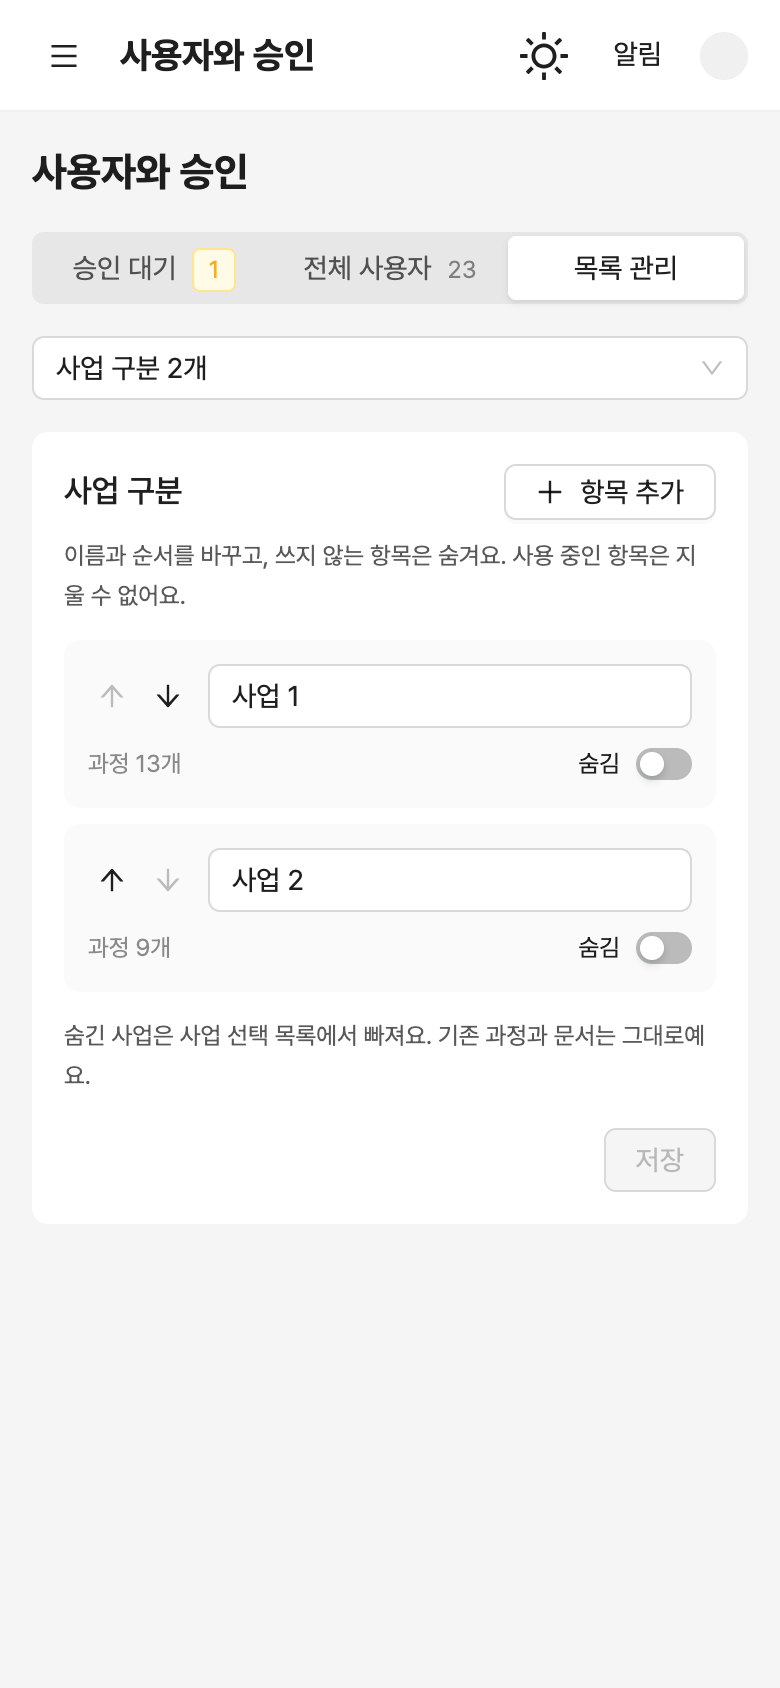 사용자와 승인
알림
사용자와 승인
승인 대기 1
전체 사용자 23
목록 관리
사업 구분 2개
사업 구분
항목 추가
이름과 순서를 바꾸고, 쓰지 않는 항목은 숨겨요. 사용 중인 항목은 지
울 수 없어요.
사업 1
과정 13개
숨김
사업 2
과정 9개
숨김
숨긴 사업은 사업 선택 목록에서 빠져요. 기존 과정과 문서는 그대로예
요.
저장